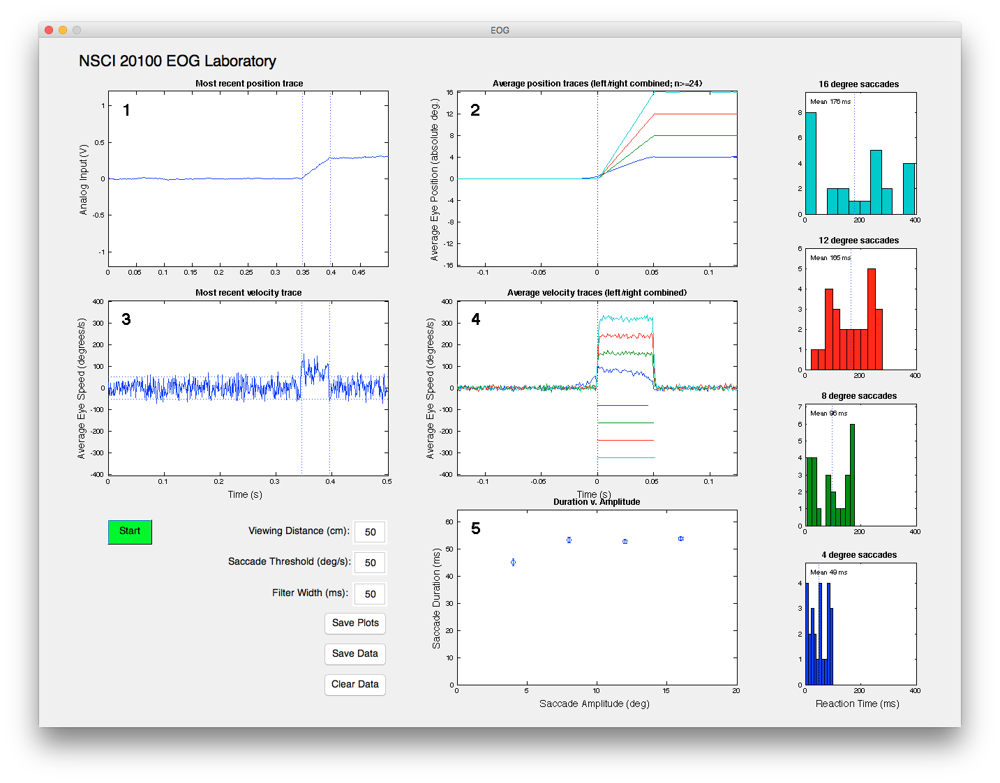 EOG
NSCI 20100 EOG Laboratory
Most recent position trace
1
Analog Input (V)
1
0.5
0
-0.5
-1
0 0.05 0.1 0.15 0.2 0.25 0.3 0.35 0.4 0.45
Average position traces (left/right combined; n>=24)
2
Average Eye Position (absolute deg.)
16
12
8
4
0
-4
-8
-12
-16
-0.1 -0.05 0 0.05 0.1
16 degree saccades
Mean 176 ms
8
6
4
2
0
0 200 400
Most recent velocity trace
3
Average Eye Speed (degrees/s)
400
300
200
100
0
-100
-200
-300
-400
0 0.1 0.2 0.3 0.4 0.5
Time (s)
Average velocity traces (left/right combined)
4
Average Eye Speed (degrees/s)
400
300
200
100
0
-100
-200
-300
-400
-0.1 -0.05 0 0.05 0.1
Time (s)
12 degree saccades
Mean 165 ms
6
5
4
3
2
1
0
0 200 400
8 degree saccades
Mean 96 ms
7
6
5
4
3
2
1
0
0 200 400
Start
Viewing Distance (cm): 50
Saccade Threshold (deg/s): 50
Filter Width (ms): 50
Save Plots
Save Data
Clear Data
Duration v. Amplitude
5
Saccade Duration (ms)
60
50
40
30
20
10
0
0 5 10 15 20
Saccade Amplitude (deg)
4 degree saccades
Mean 49 ms
4
3
2
1
0
0 200 400
Reaction Time (ms)